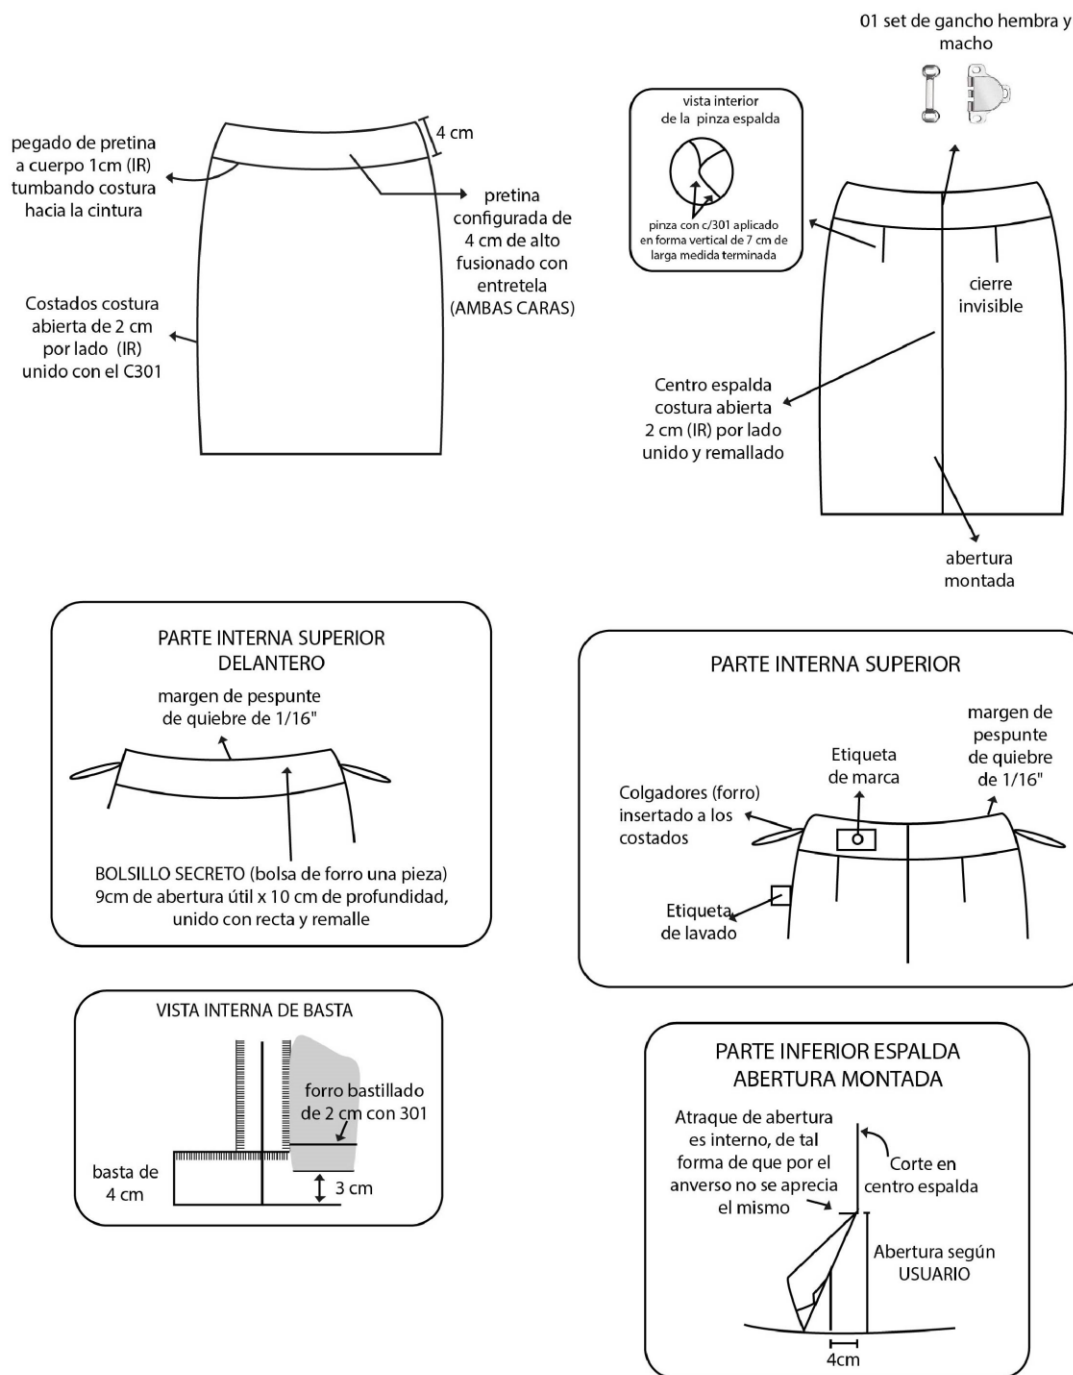 01 set de gancho hembra y
macho
vista interior
de la pinza espalda
pinza con c/301 aplicado
en forma vertical de 7 cm de
larga medida terminada
4 cm
pegado de pretina
a cuerpo 1cm (IR)
tumbando costura
hacia la cintura
pretina
configurada de
4 cm de alto
fusionado con
entretela
(AMBAS CARAS)
Costados costura
abierta de 2 cm
por lado (IR)
unido con el C301
cierre
invisible
Centro espalda
costura abierta
2 cm (IR) por lado
unido y remallado
abertura
montada
PARTE INTERNA SUPERIOR
DELANTERO
margen de pespunte
de quiebre de 1/16"
BOLSILLO SECRETO (bolsa de forro una pieza)
9cm de abertura útil x 10 cm de profundidad,
unido con recta y remalle
PARTE INTERNA SUPERIOR
margen de
pespunte
de quiebre
de 1/16"
Etiqueta
de marca
Colgadores (forro)
insertado a los
costados
Etiqueta
de lavado
VISTA INTERNA DE BASTA
forro bastillado
de 2 cm con 301
basta de
4 cm
3 cm
PARTE INFERIOR ESPALDA
ABERTURA MONTADA
Atraque de abertura
es interno, de tal
forma de que por el
anverso no se aprecia
el mismo
Corte en
centro espalda
Abertura según
USUARIO
4cm